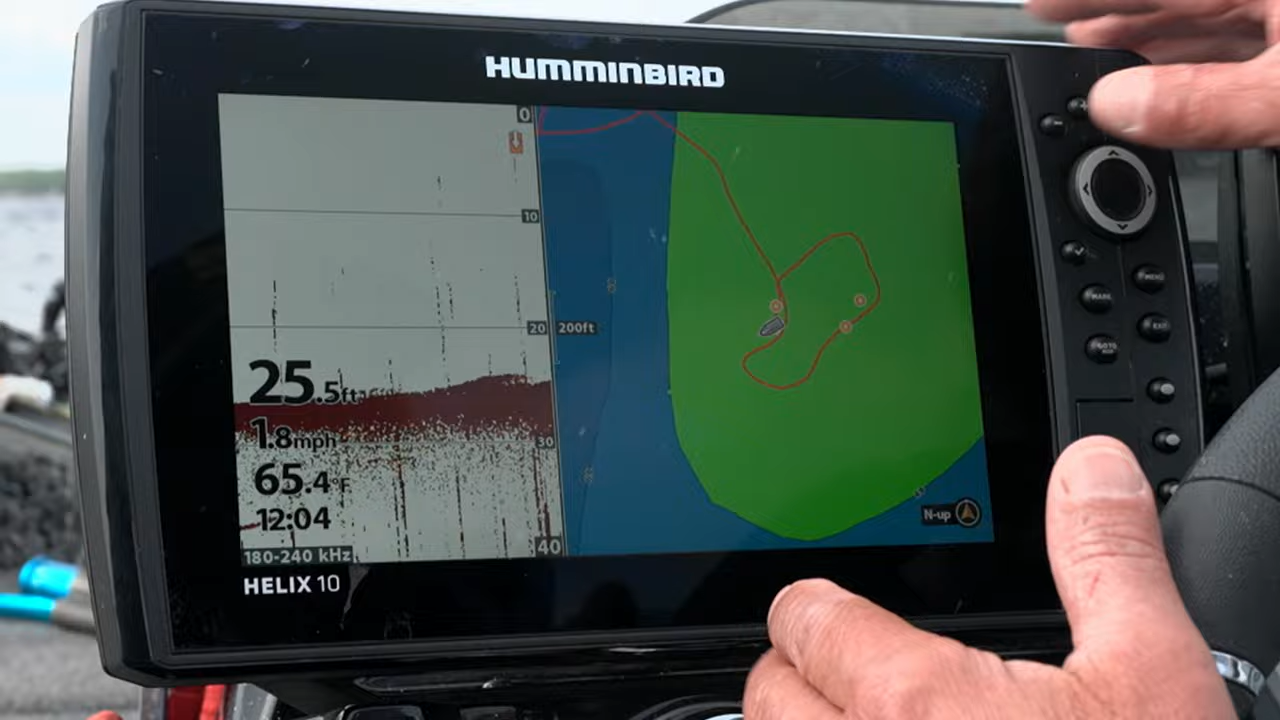 HUMMINBIRD
0
10
20
200ft
25.5ft
1.8mph
30
65.4°F
12:04
N-up
180-240 kHz
40
HELIX 10
MENU
MARK
EXIT
GOTO